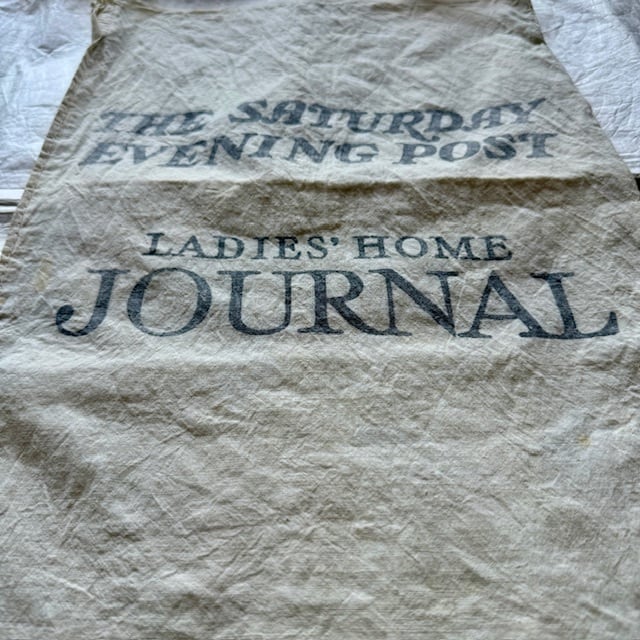 THE SATURDAY
EVENING POST
LADIES' HOME
JOURNAL